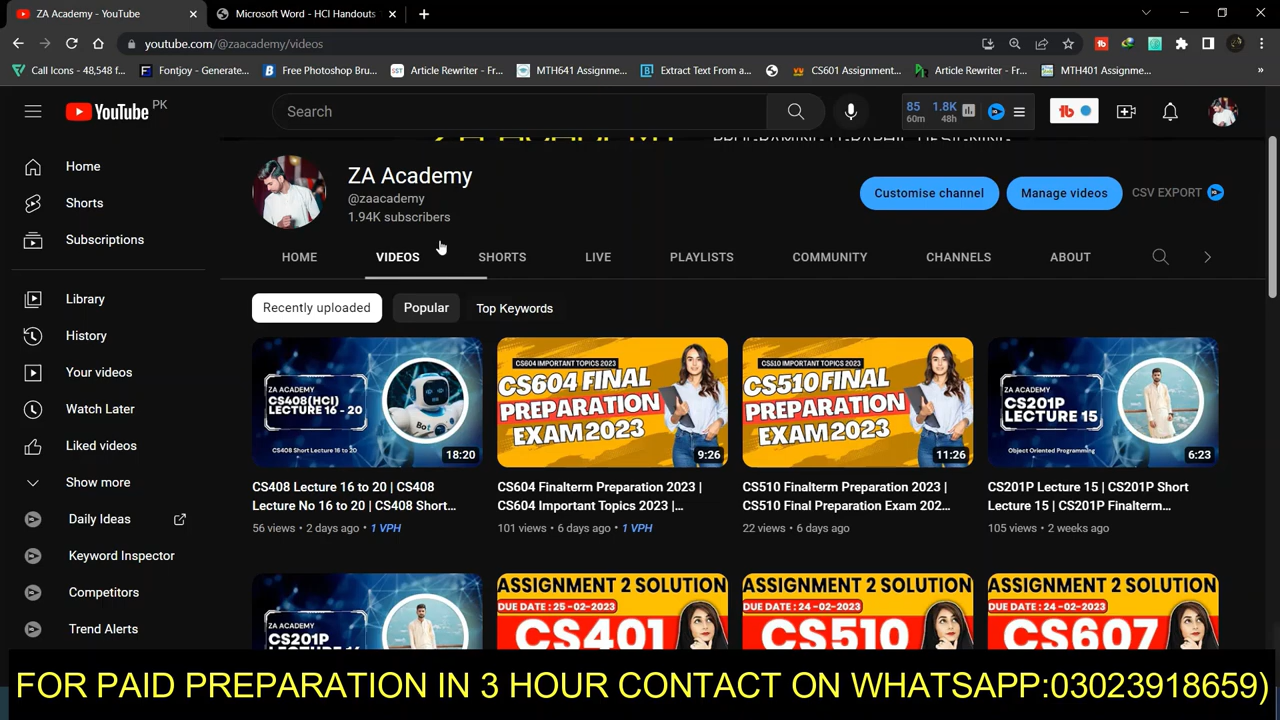 ZA Academy - YouTube
Microsoft Word - HCI Handouts
youtube.com/@zaacademy/videos
Call Icons - 48,548 f...
Fontjoy - Generate...
Free Photoshop Bru...
SST
Article Rewriter - Fr...
MTH641 Assignme...
Extract Text From a...
CS601 Assignment...
Article Rewriter - Fr...
MTH401 Assignme...
»
YouTube PK
Search
85
60m
1.8K
48h
tb
Home
Shorts
Subscriptions
Library
History
Your videos
Watch Later
Liked videos
Show more
Daily Ideas
Keyword Inspector
Competitors
Trend Alerts
ZA Academy
@zaacademy
1.94K subscribers
Customise channel
Manage videos
CSV EXPORT
HOME
VIDEOS
SHORTS
LIVE
PLAYLISTS
COMMUNITY
CHANNELS
ABOUT
Recently uploaded
Popular
Top Keywords
ZA ACADEMY
CS408(HCI)
LECTURE 16 - 20
Bot
CS408 Short Lecture 16 to 20
18:20
CS408 Lecture 16 to 20 | CS408
Lecture No 16 to 20 | CS408 Short...
56 views • 2 days ago • 1 VPH
CS604 IMPORTANT TOPICS 2023
CS604 FINAL
PREPARATION
EXAM 2023
9:26
CS604 Finalterm Preparation 2023 |
CS604 Important Topics 2023 |...
101 views • 6 days ago • 1 VPH
CS510 IMPORTANT TOPICS 2023
CS510 FINAL
PREPARATION
EXAM 2023
11:26
CS510 Finalterm Preparation 2023 |
CS510 Final Preparation Exam 202...
22 views • 6 days ago
ZA ACADEMY
CS201P
LECTURE 15
Object Oriented Programming
6:23
CS201P Lecture 15 | CS201P Short
Lecture 15 | CS201P Finalterm...
105 views • 2 weeks ago
ZA ACADEMY
CS201P
ASSIGNMENT 2 SOLUTION
DUE DATE : 25 -02-2023
CS401
ASSIGNMENT 2 SOLUTION
DUE DATE : 24 -02-2023
CS510
ASSIGNMENT 2 SOLUTION
DUE DATE : 24 -02-2023
CS607
FOR PAID PREPARATION IN 3 HOUR CONTACT ON WHATSAPP:03023918659)